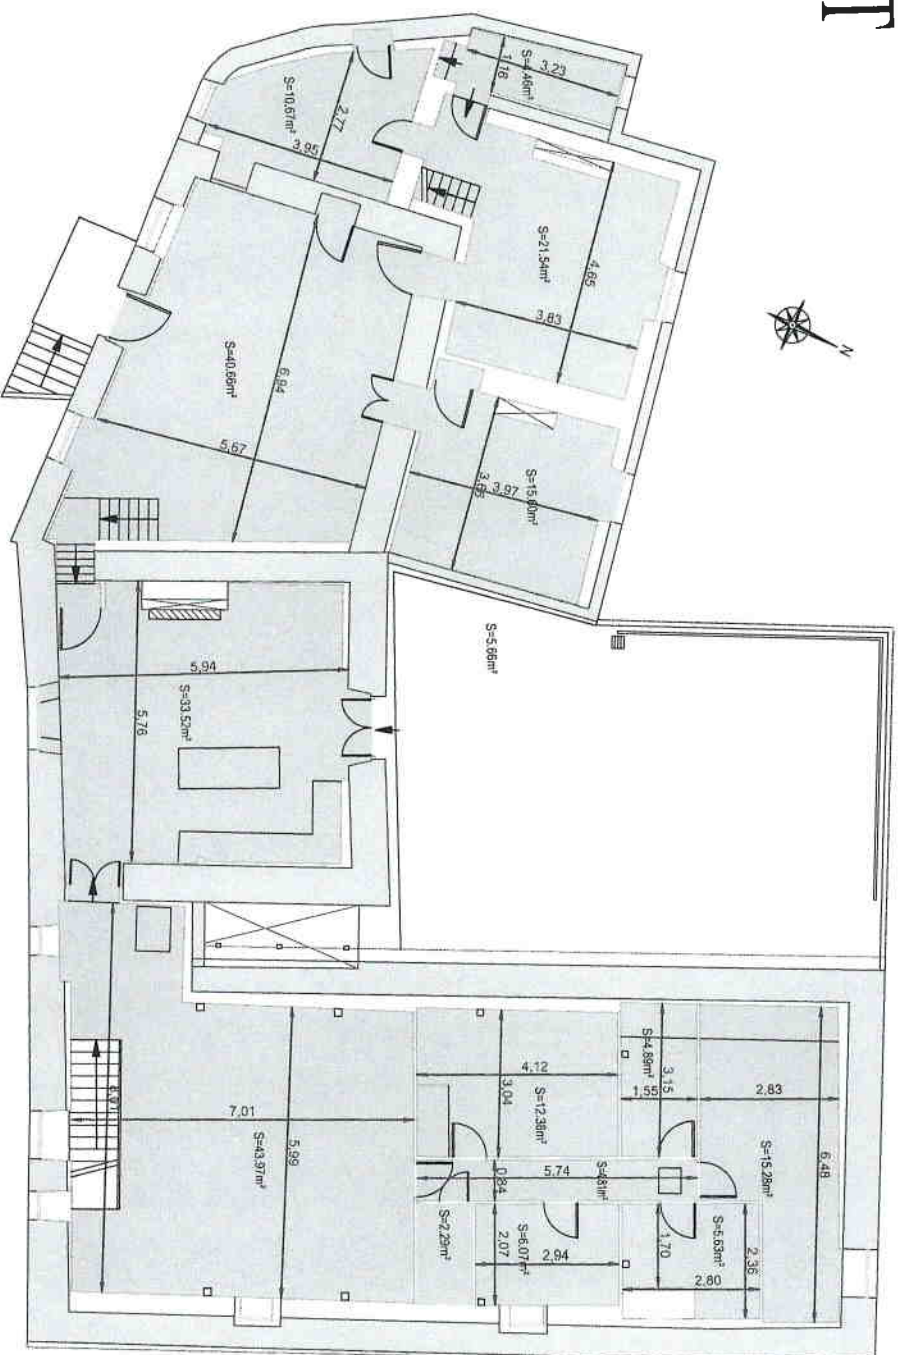 T
S=4.46m²
3,23
1,16
S=10.67m²
2,77
3,95
S=21.54m²
4,65
3,83
N
S=40.66m²
6,94
5,67
S=15.60m²
3,97
S=5.66m²
5,94
S=33.52m²
5,76
7,01
S=43.97m²
5,99
4,12
3,04
S=12.36m²
S=4.89m²
3,15
1,55
2,83
6,48
S=15.28m²
5,74
0,84
S=2.29m²
S=6.07m²
2,07
2,94
S=5.63m²
1,70
2,36
2,80